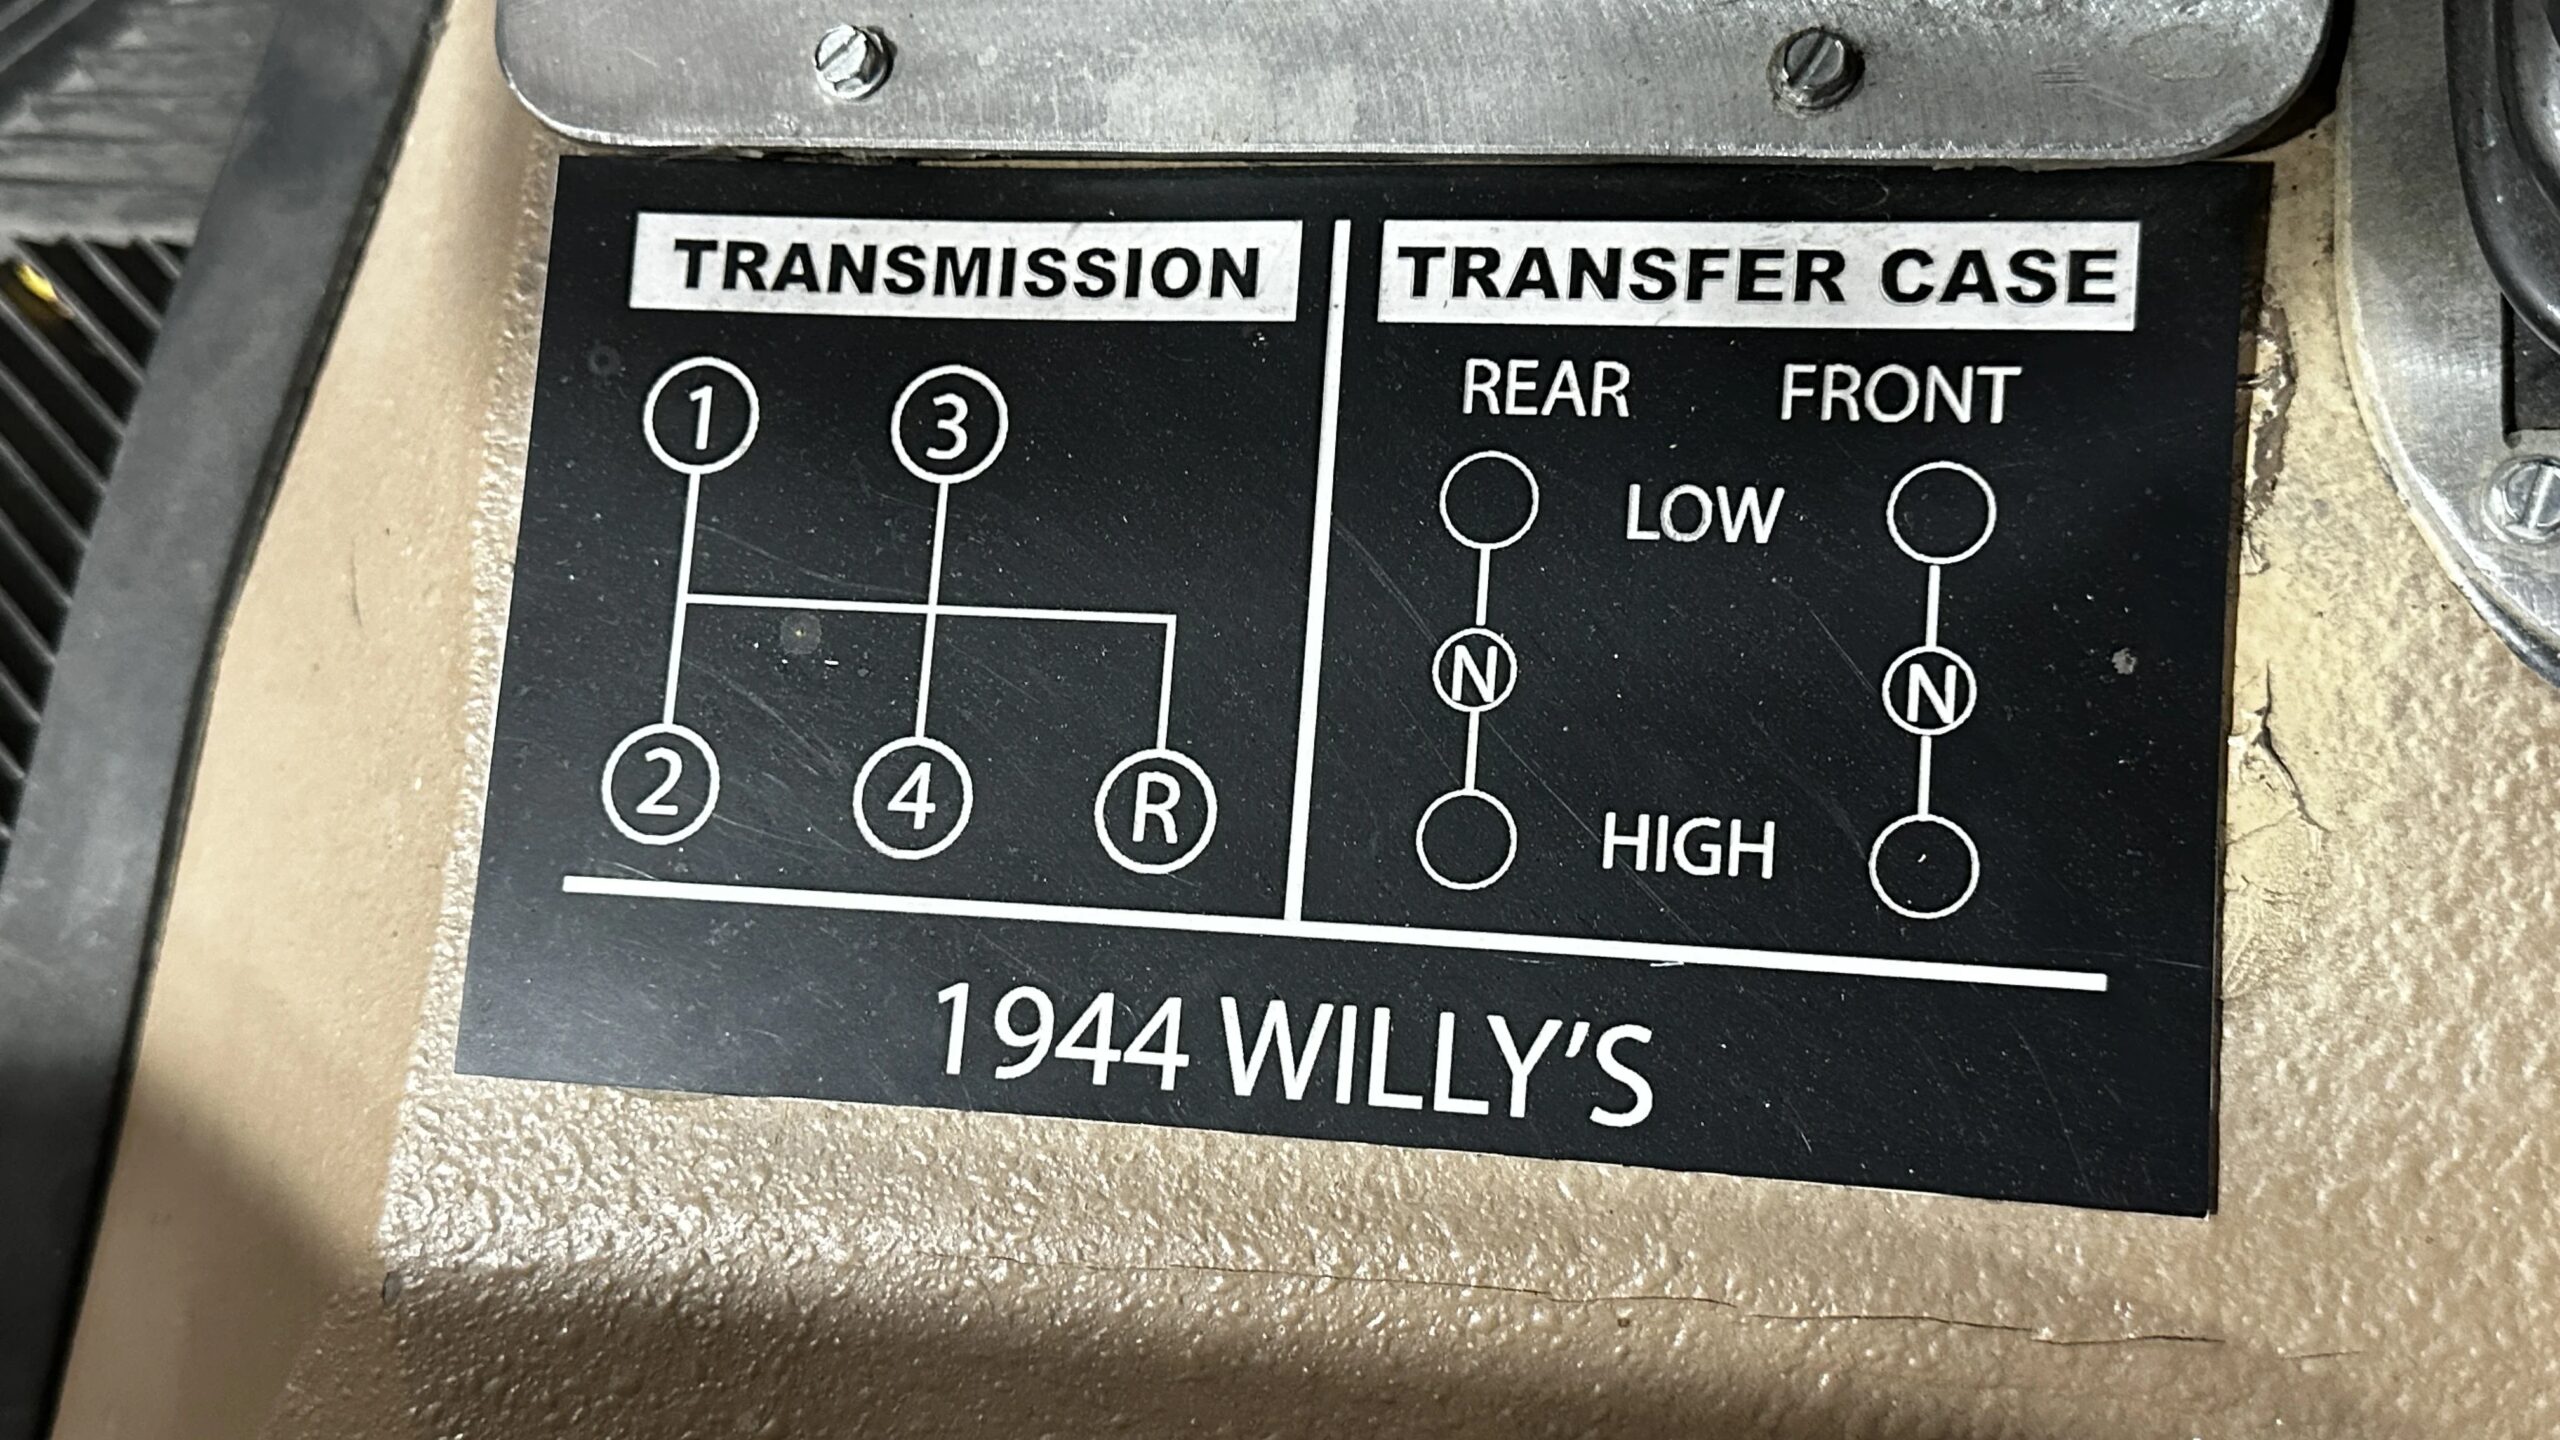 TRANSMISSION
1 3
2 4 R
TRANSFER CASE
REAR FRONT
LOW
N N
HIGH
1944 WILLY'S